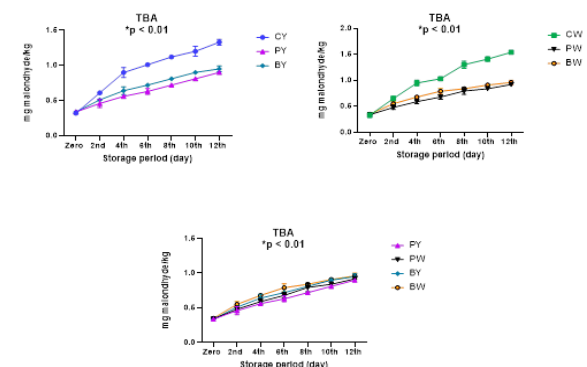 TBA
*p < 0.01
mg malondhyde/kg
1.5
1.0
0.5
0.0
Zero 2nd 4th 6th 8th 10th 12th
Storage period (day)
CY
PY
BY
TBA
*p < 0.01
mg malondhyde/kg
2.0
1.5
1.0
0.5
0.0
Zero 2nd 4th 6th 8th 10th 12th
Storage period (day)
CW
PW
BW
TBA
*p < 0.01
mg malondhyde/kg
1.5
1.0
0.5
0.0
Zero 2nd 4th 6th 8th 10th 12th
Storage period (day)
PY
PW
BY
BW